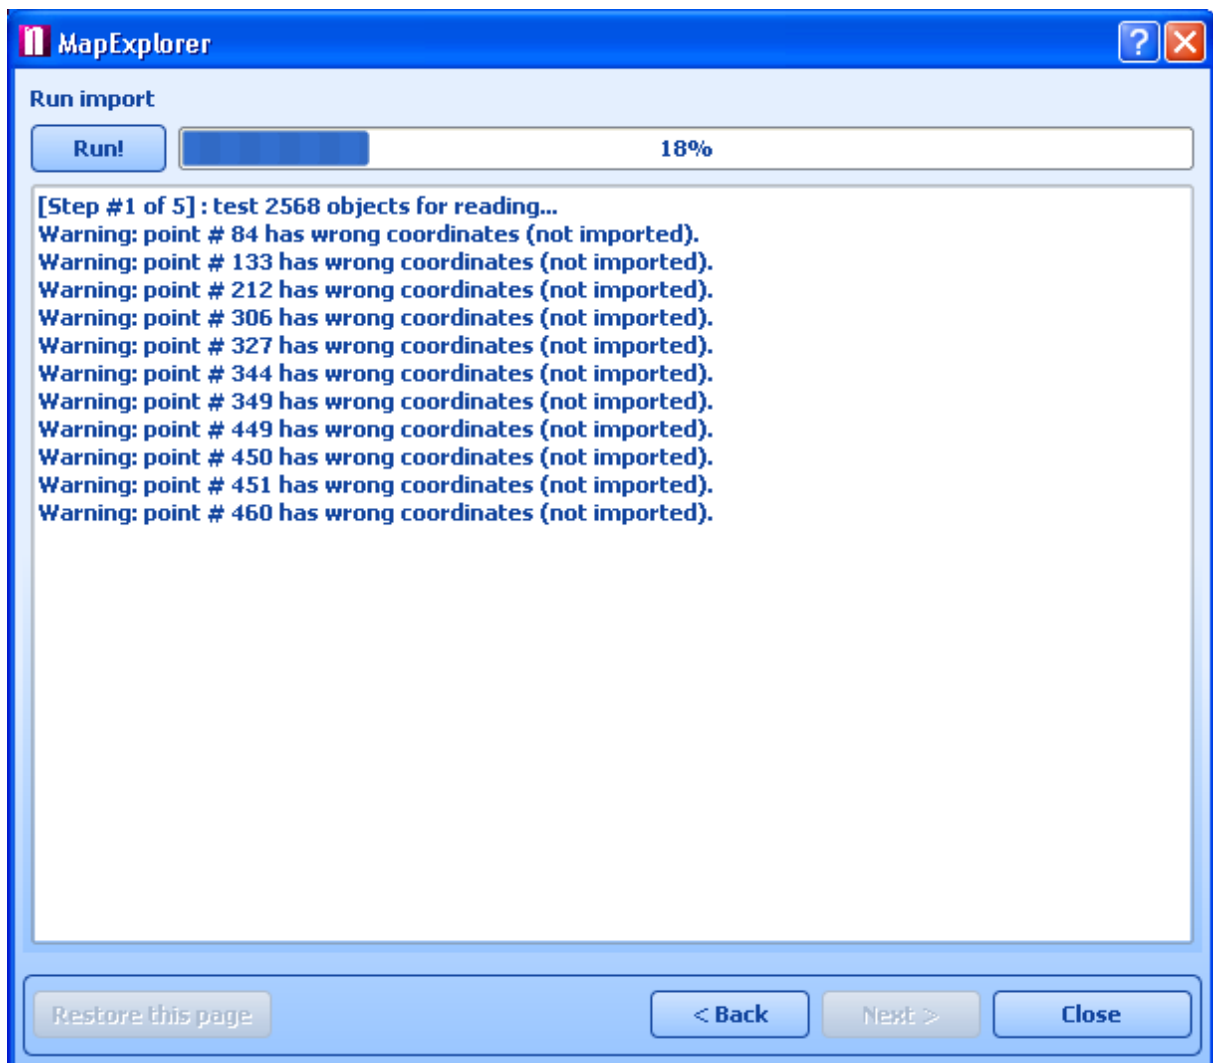 MapExplorer
Run import
Run!
18%
[Step #1 of 5] : test 2568 objects for reading...
Warning: point # 84 has wrong coordinates (not imported).
Warning: point # 133 has wrong coordinates (not imported).
Warning: point # 212 has wrong coordinates (not imported).
Warning: point # 306 has wrong coordinates (not imported).
Warning: point # 327 has wrong coordinates (not imported).
Warning: point # 344 has wrong coordinates (not imported).
Warning: point # 349 has wrong coordinates (not imported).
Warning: point # 449 has wrong coordinates (not imported).
Warning: point # 450 has wrong coordinates (not imported).
Warning: point # 451 has wrong coordinates (not imported).
Warning: point # 460 has wrong coordinates (not imported).
Restore this page
< Back
Next >
Close